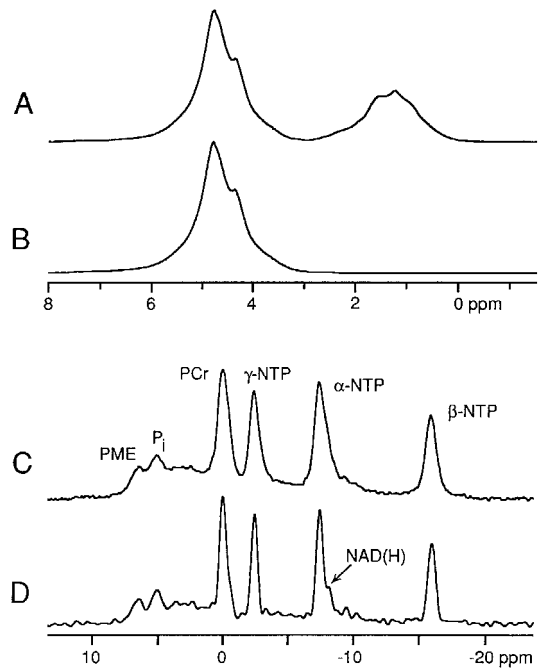 A
B
8 6 4 2 0 ppm
PCr γ-NTP α-NTP β-NTP
PME Pi
C
NAD(H)
D
10 0 -10 -20 ppm